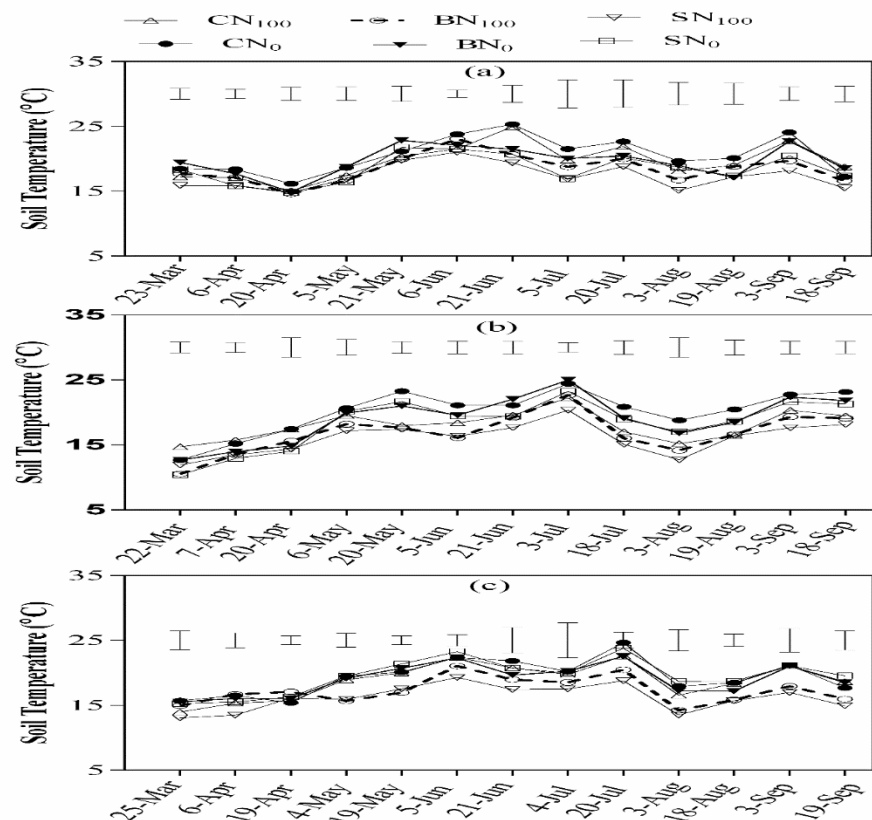 CN₁₀₀ BN₁₀₀ SN₁₀₀
CN₀ BN₀ SN₀
35
(a)
25
15
5
Soil Temperature (°C)
23-Mar 6-Apr 20-Apr 5-May 21-May 6-Jun 21-Jun 5-Jul 20-Jul 3-Aug 19-Aug 3-Sep 18-Sep
35
(b)
25
15
5
Soil Temperature (°C)
22-Mar 7-Apr 20-Apr 6-May 20-May 5-Jun 21-Jun 3-Jul 18-Jul 3-Aug 19-Aug 3-Sep 18-Sep
35
(c)
25
15
5
Soil Temperature (°C)
25-Mar 6-Apr 19-Apr 4-May 19-May 5-Jun 21-Jun 4-Jul 20-Jul 3-Aug 18-Aug 3-Sep 19-Sep